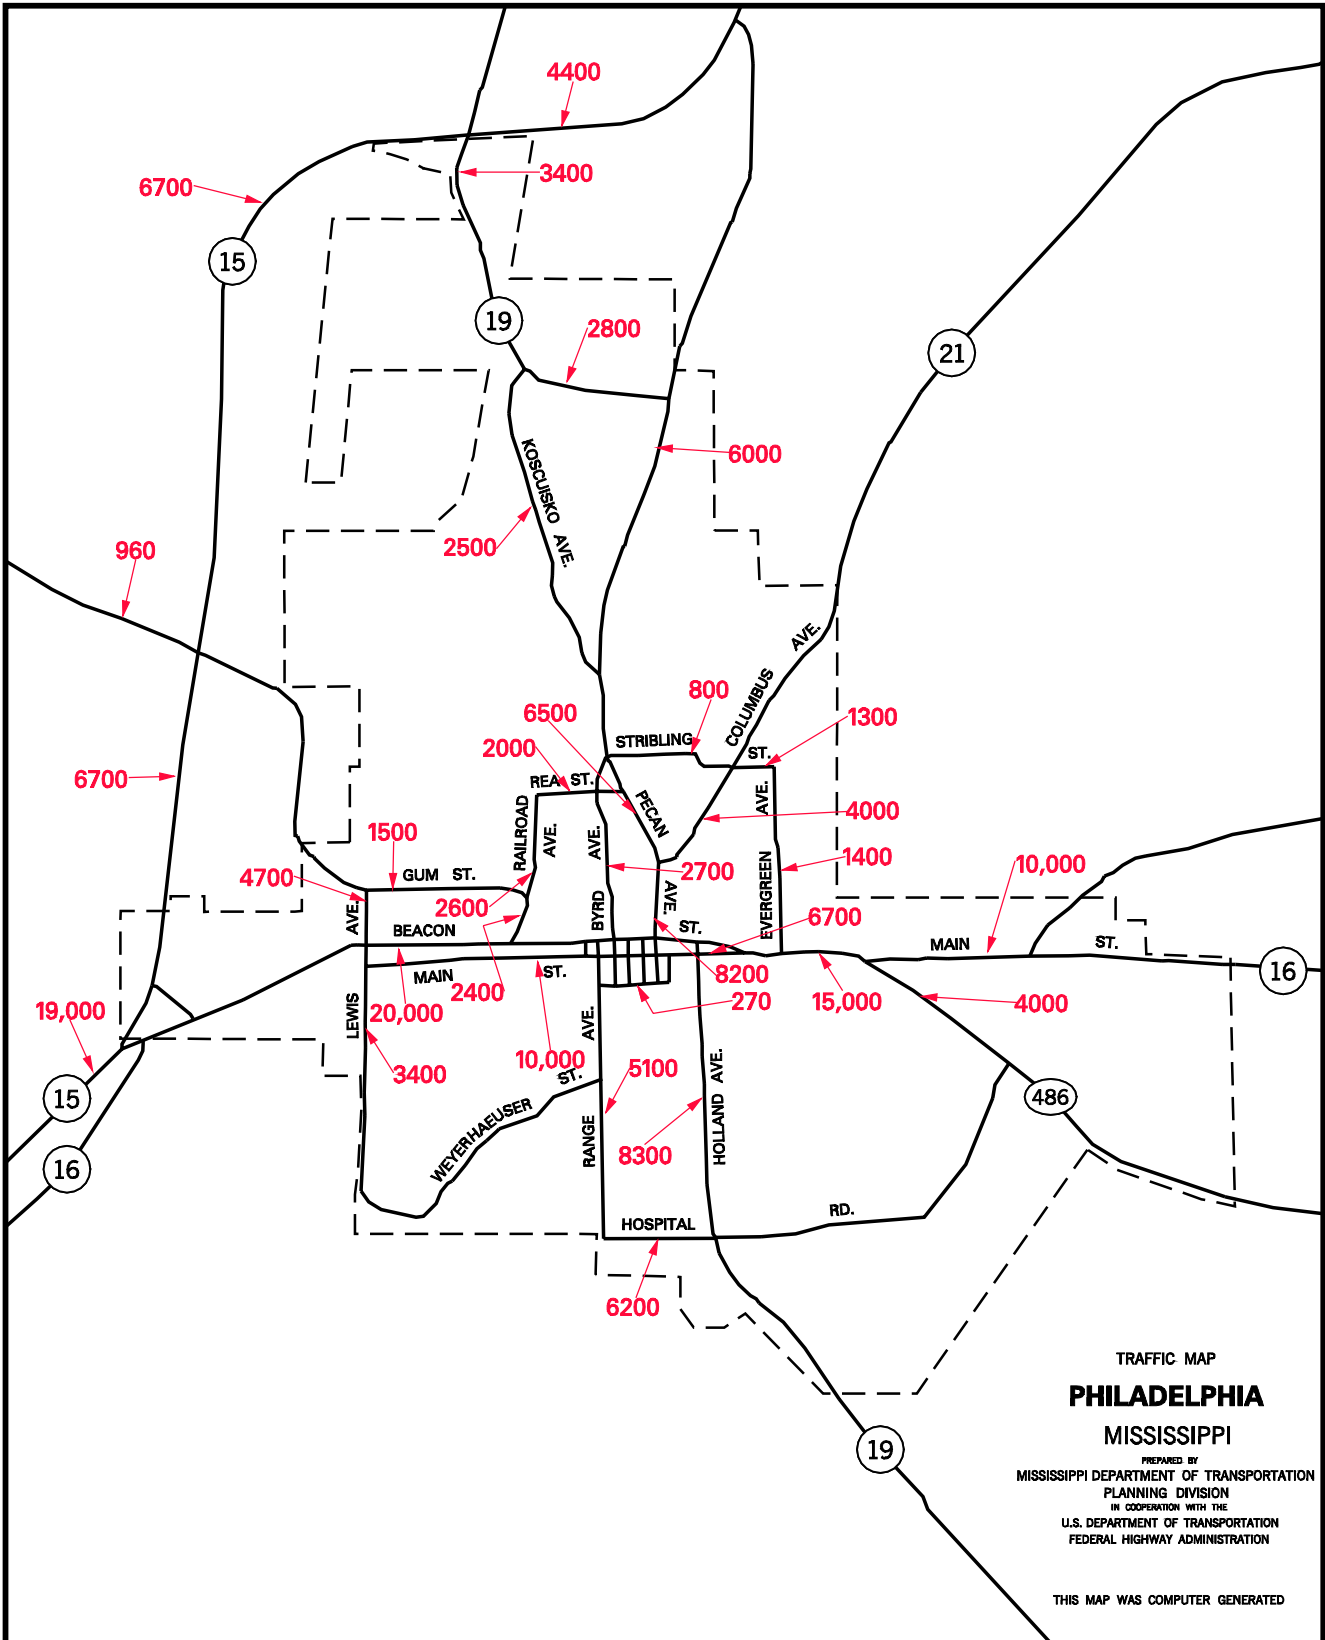 4400
3400
6700
15
19
2800
21
6000
KOSCUISKO AVE.
2500
960
COLUMBUS AVE.
800
6500
1300
STRIBLING ST.
2000
6700
REA ST.
PECAN AVE.
RAILROAD AVE.
BYRD AVE.
EVERGREEN AVE.
4000
1500
GUM ST.
2700
1400
10,000
4700
2600
6700
LEWIS AVE.
BEACON ST.
MAIN ST.
MAIN ST.
16
8200
2400
270
15,000
4000
19,000
20,000
10,000
3400
5100
15
486
WEYERHAEUSER ST.
RANGE AVE.
HOLLAND AVE.
8300
16
HOSPITAL RD.
6200
19
TRAFFIC MAP
PHILADELPHIA
MISSISSIPPI
PREPARED BY
MISSISSIPPI DEPARTMENT OF TRANSPORTATION
PLANNING DIVISION
IN COOPERATION WITH THE
U.S. DEPARTMENT OF TRANSPORTATION
FEDERAL HIGHWAY ADMINISTRATION
THIS MAP WAS COMPUTER GENERATED